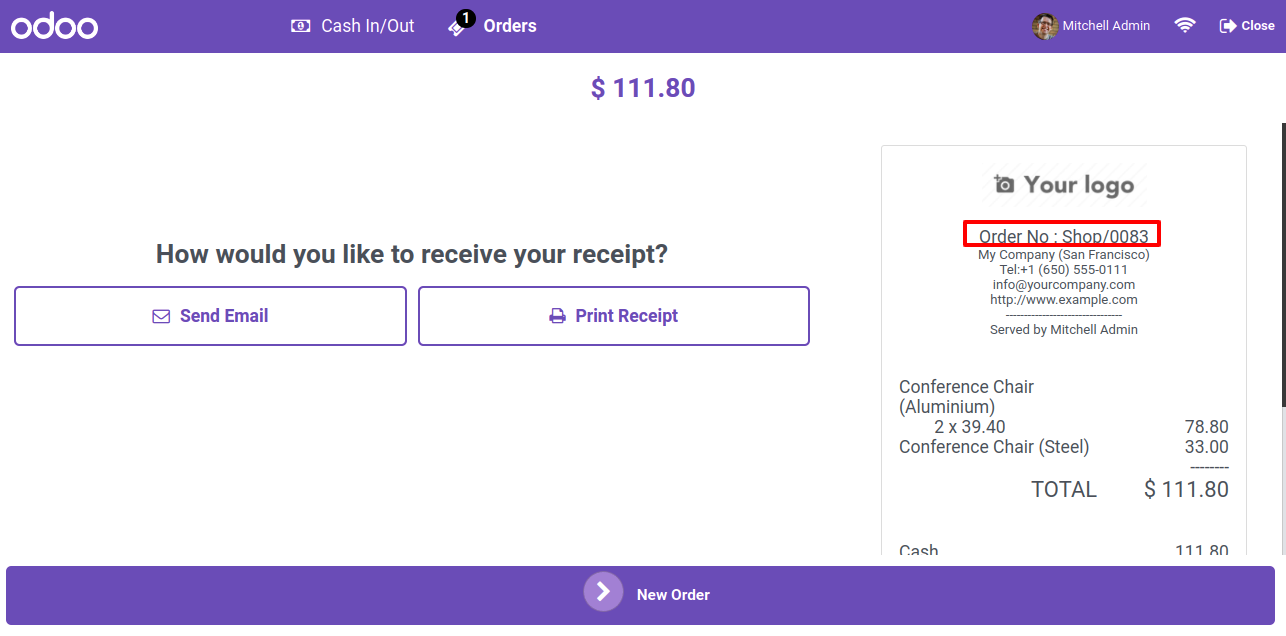 odoo
Cash In/Out
1
Orders
Mitchell Admin
Close
$ 111.80
Your logo
Order No : Shop/0083
My Company (San Francisco)
Tel:+1 (650) 555-0111
info@yourcompany.com
http://www.example.com
--------------------------------
Served by Mitchell Admin
How would you like to receive your receipt?
Send Email
Print Receipt
Conference Chair
(Aluminium)
2 x 39.40 78.80
Conference Chair (Steel) 33.00
--------
TOTAL $ 111.80
Cash 111.80
New Order